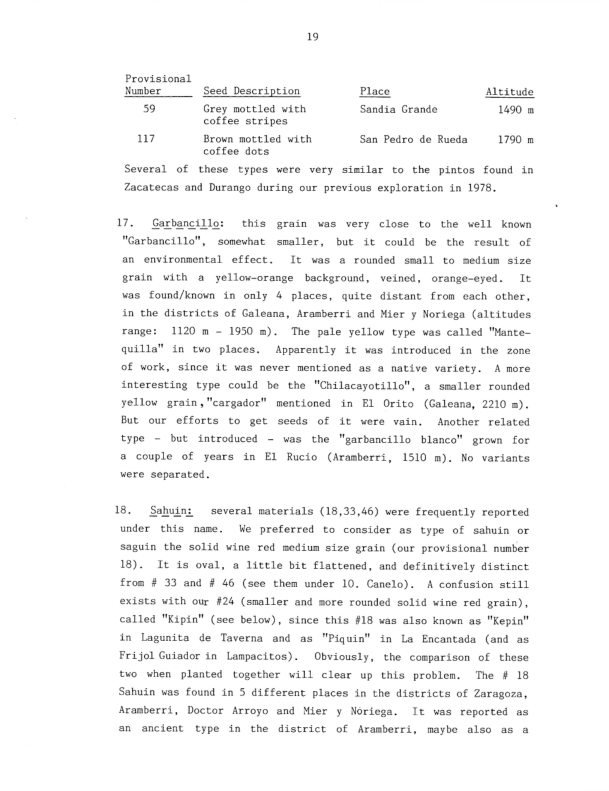 19
Provisional
Number Seed Description Place Altitude
59 Grey mottled with Sandia Grande 1490 m
coffee stripes
117 Brown mottled with San Pedro de Rueda 1790 m
coffee dots
Several of these types were very similar to the pintos found in
Zacatecas and Durango during our previous exploration in 1978.
17. Garbancillo: this grain was very close to the well known
"Garbancillo", somewhat smaller, but it could be the result of
an environmental effect. It was a rounded small to medium size
grain with a yellow-orange background, veined, orange-eyed. It
was found/known in only 4 places, quite distant from each other,
in the districts of Galeana, Aramberri and Mier y Noriega (altitudes
range: 1120 m - 1950 m). The pale yellow type was called "Mante-
quilla" in two places. Apparently it was introduced in the zone
of work, since it was never mentioned as a native variety. A more
interesting type could be the "Chilacayotillo", a smaller rounded
yellow grain, "cargador" mentioned in El Orito (Galeana, 2210 m).
But our efforts to get seeds of it were vain. Another related
type - but introduced - was the "garbancillo blanco" grown for
a couple of years in El Rucio (Aramberri, 1510 m). No variants
were separated.
18. Sahuin: several materials (18,33,46) were frequently reported
under this name. We preferred to consider as type of sahuin or
saguin the solid wine red medium size grain (our provisional number
18). It is oval, a little bit flattened, and definitively distinct
from # 33 and # 46 (see them under 10. Canelo). A confusion still
exists with our #24 (smaller and more rounded solid wine red grain),
called "Kipin" (see below), since this #18 was also known as "Kepin"
in Lagunita de Taverna and as "Piquin" in La Encantada (and as
Frijol Guiador in Lampacitos). Obviously, the comparison of these
two when planted together will clear up this problem. The # 18
Sahuin was found in 5 different places in the districts of Zaragoza,
Aramberri, Doctor Arroyo and Mier y Noriega. It was reported as
an ancient type in the district of Aramberri, maybe also as a